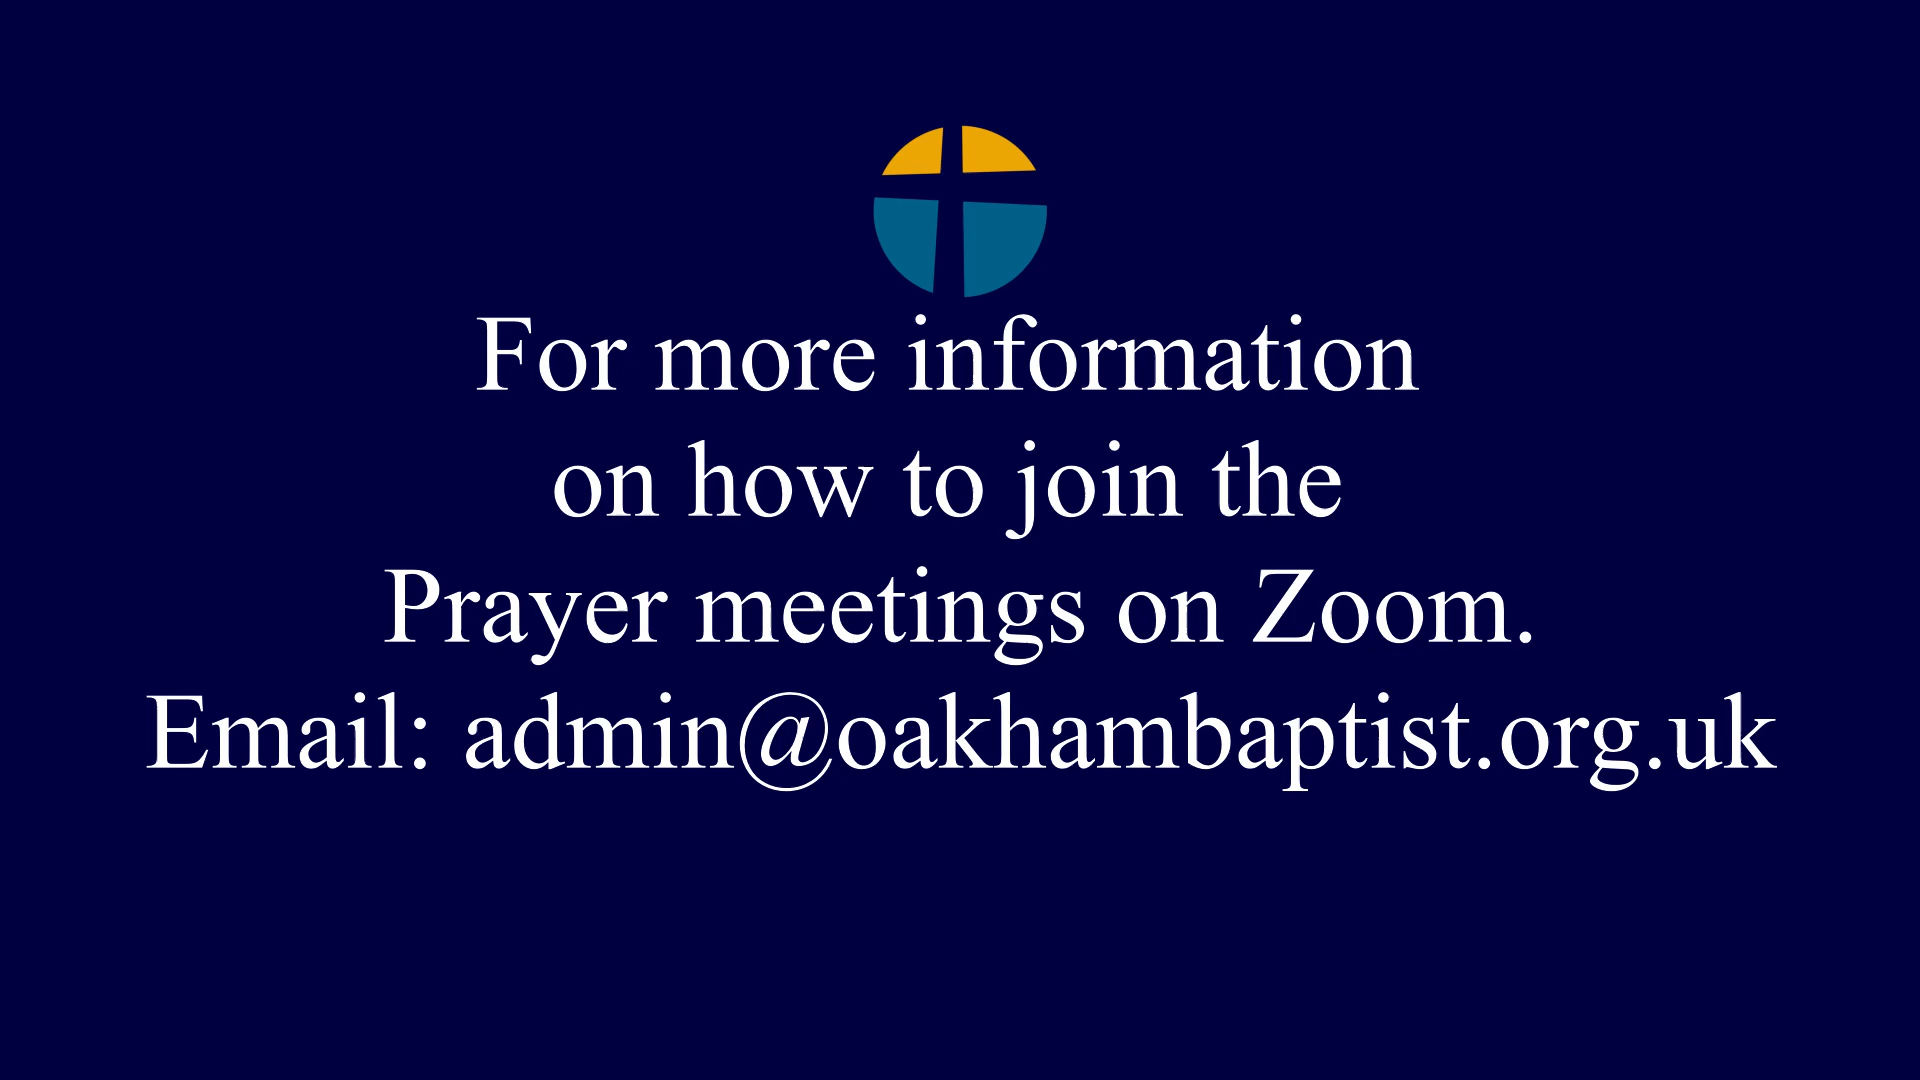 For more information
on how to join the
Prayer meetings on Zoom.
Email: admin@oakhambaptist.org.uk